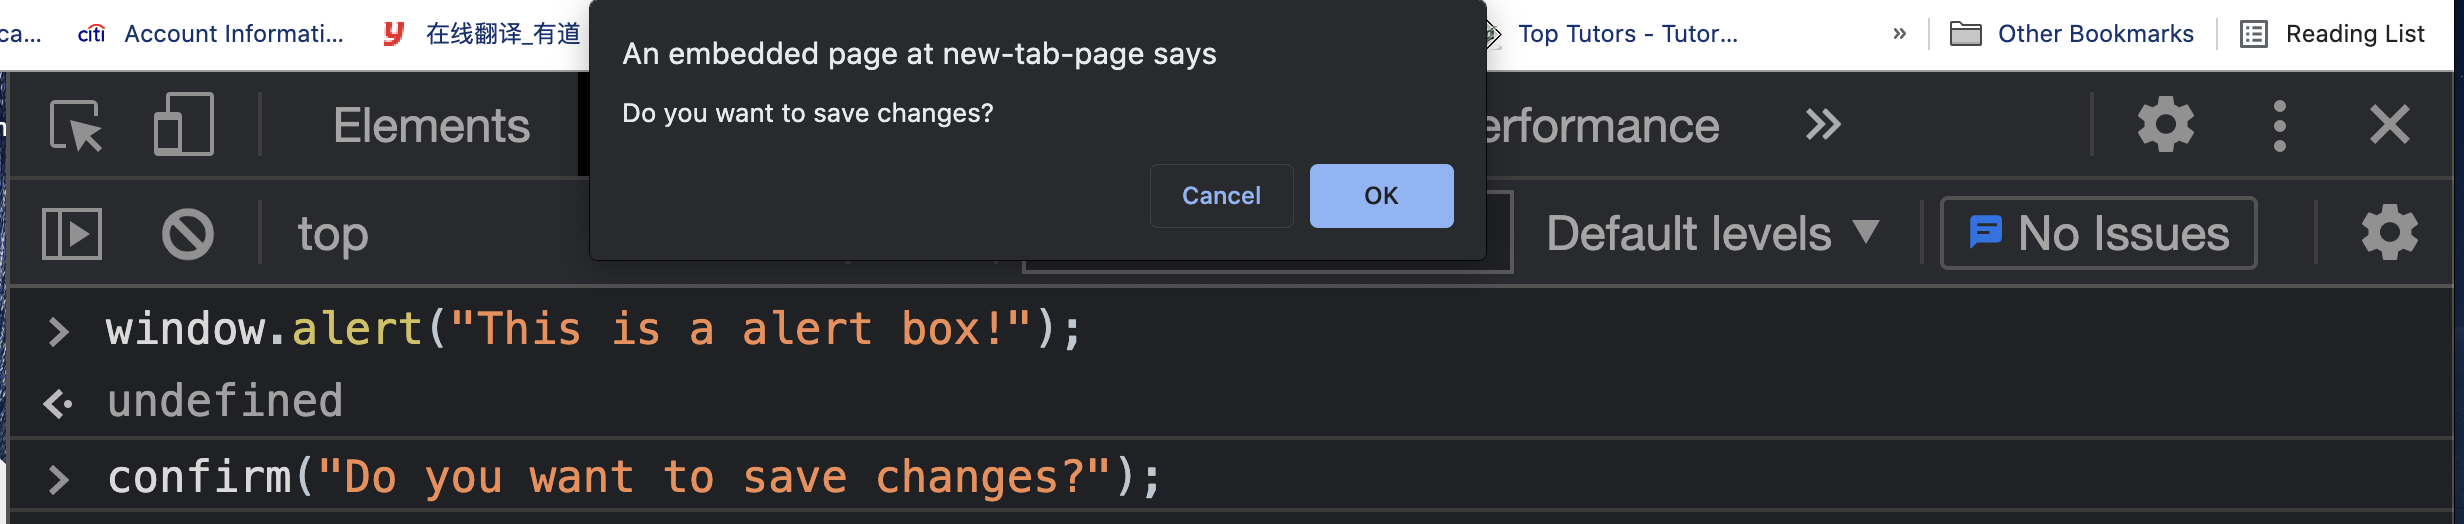 ca...
citi Account Informati...
y 在线翻译_有道
Top Tutors - Tutor...
» Other Bookmarks
Reading List
An embedded page at new-tab-page says
Do you want to save changes?
Cancel
OK
Elements
erformance
top
Default levels ▼
No Issues
> window.alert("This is a alert box!");
undefined
> confirm("Do you want to save changes?");